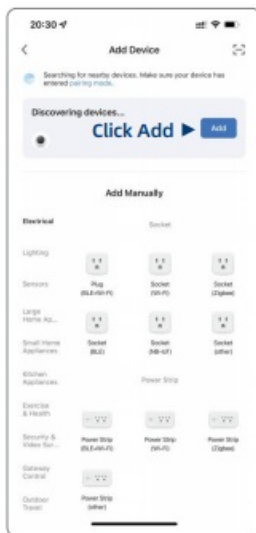 20:30
Add Device
Searching for nearby devices. Make sure your device has
entered pairing mode.
Discovering devices...
Click Add
Add
Add Manually
Electrical
Socket
Lighting
Sensors
Large
Home Ap...
Small Home
Appliances
Kitchen
Appliances
Exercise
& Health
Security &
Video Sur...
Gateway
Control
Outdoor
Travel
Plug
(BLE+Wi-Fi)
Socket
(Wi-Fi)
Socket
(Zigbee)
Socket
(BLE)
Socket
(NB-IoT)
Socket
(other)
Power Strip
Power Strip
(BLE+Wi-Fi)
Power Strip
(Wi-Fi)
Power Strip
(Zigbee)
Power Strip
(other)